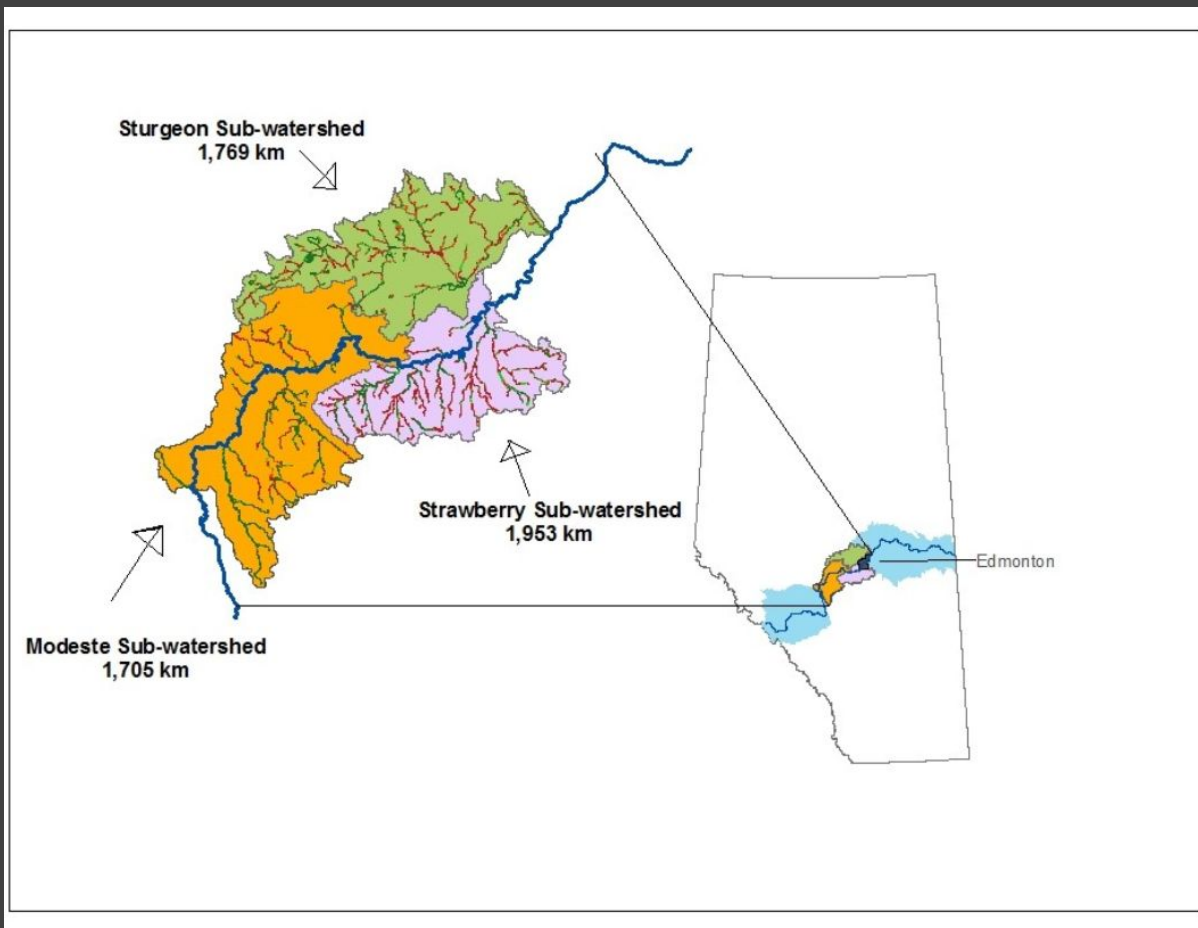 Sturgeon Sub-watershed
1,769 km
Strawberry Sub-watershed
1,953 km
Edmonton
Modeste Sub-watershed
1,705 km